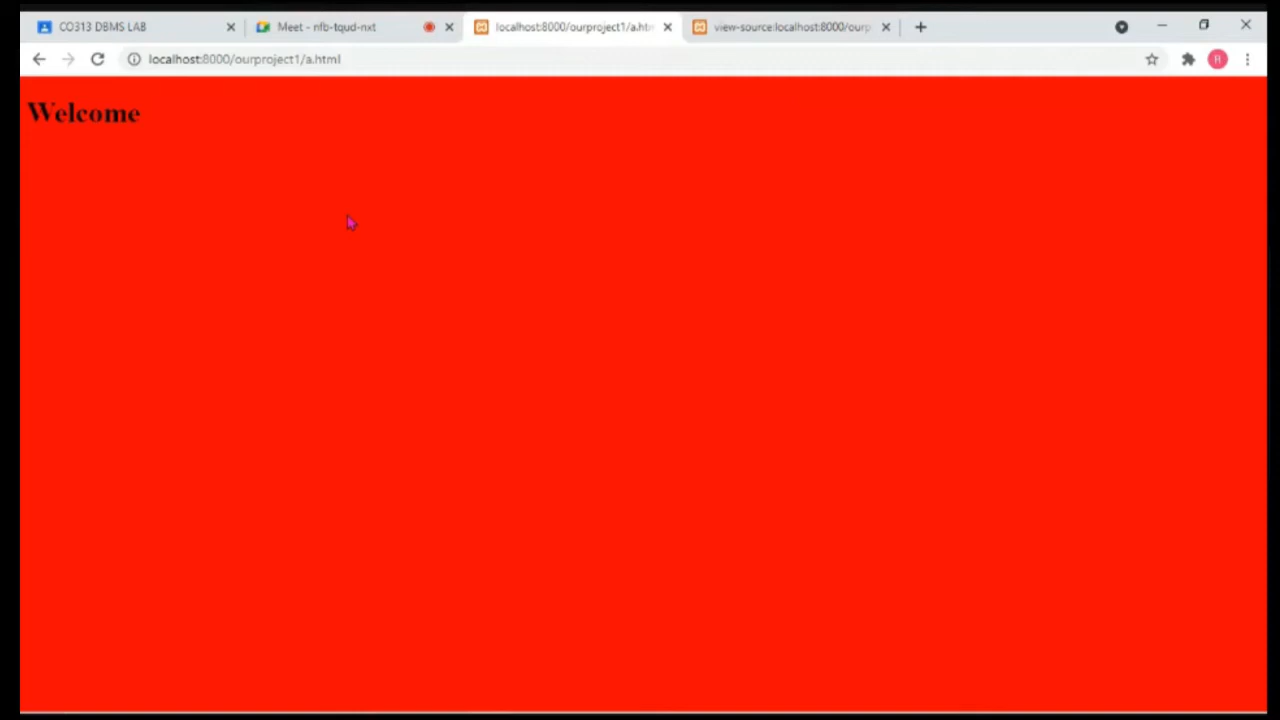 CO313 DBMS LAB
Meet - nfb-tqud-nxt
localhost:8000/ourproject1/a.htm
view-source:localhost:8000/ourp
localhost:8000/ourproject1/a.html
R
Welcome